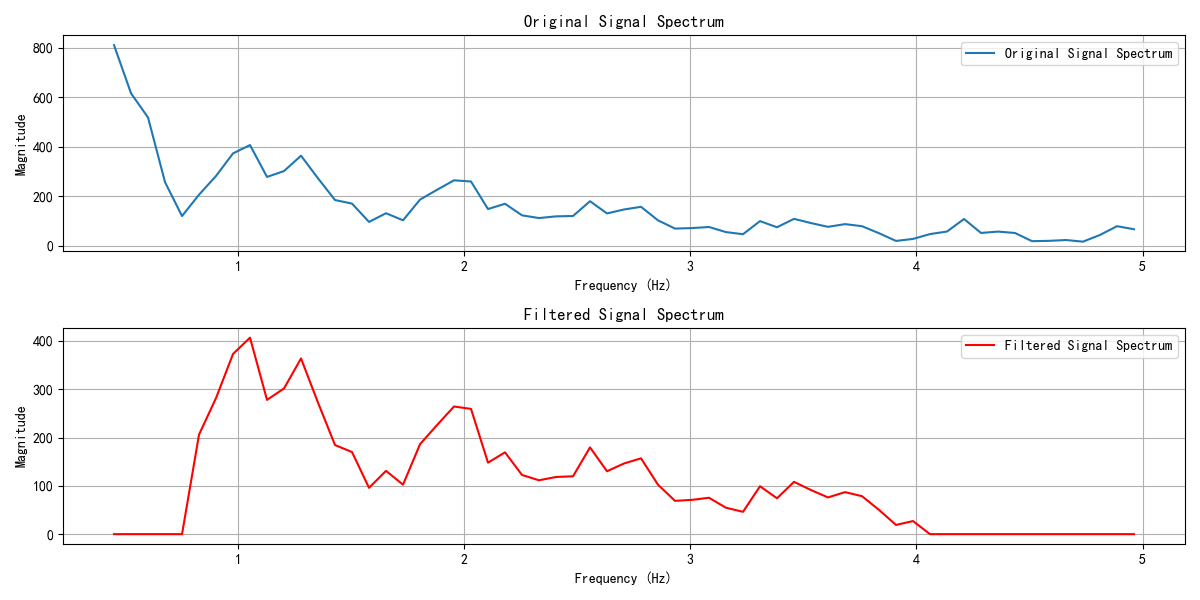 Original Signal Spectrum
800
600
400
200
0
Magnitude
Original Signal Spectrum
1
2
3
4
5
Frequency (Hz)
Filtered Signal Spectrum
400
300
200
100
0
Magnitude
Filtered Signal Spectrum
1
2
3
4
5
Frequency (Hz)